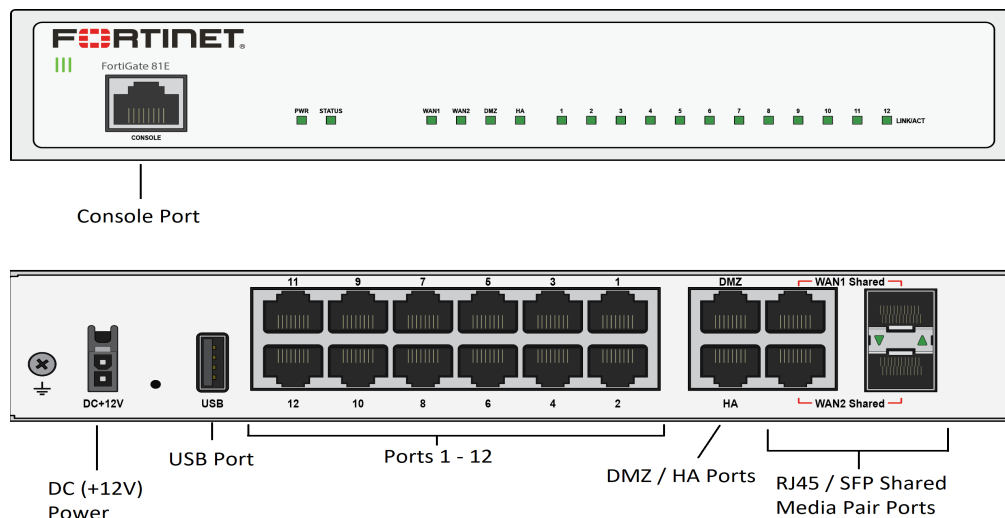 FORTINET
FortiGate 81E
CONSOLE
PWR STATUS WAN1 WAN2 DMZ HA 1 2 3 4 5 6 7 8 9 10 11 12
LINK/ACT
Console Port
11 9 7 5 3 1 DMZ WAN1 Shared
DC+12V USB 12 10 8 6 4 2 HA WAN2 Shared
USB Port
Ports 1 - 12
DMZ / HA Ports
DC (+12V)
Power
RJ45 / SFP Shared
Media Pair Ports